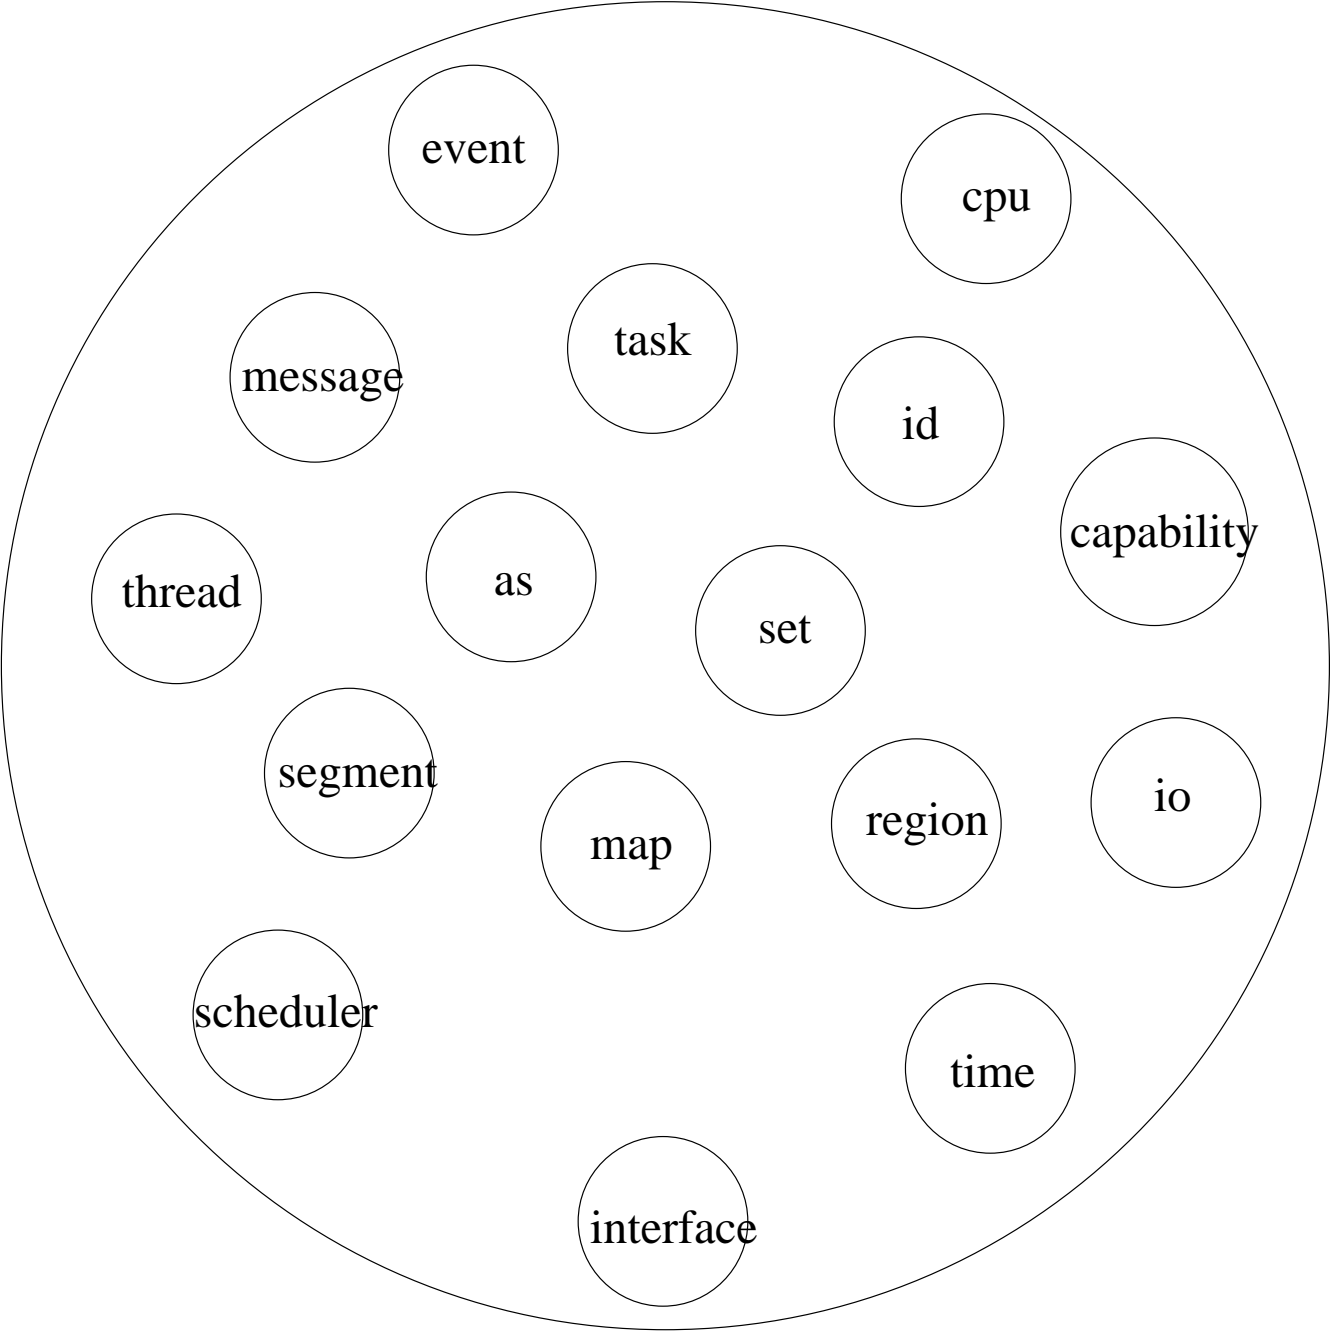 event
cpu
task
message
id
capability
as
thread
set
segment
io
region
map
scheduler
time
interface